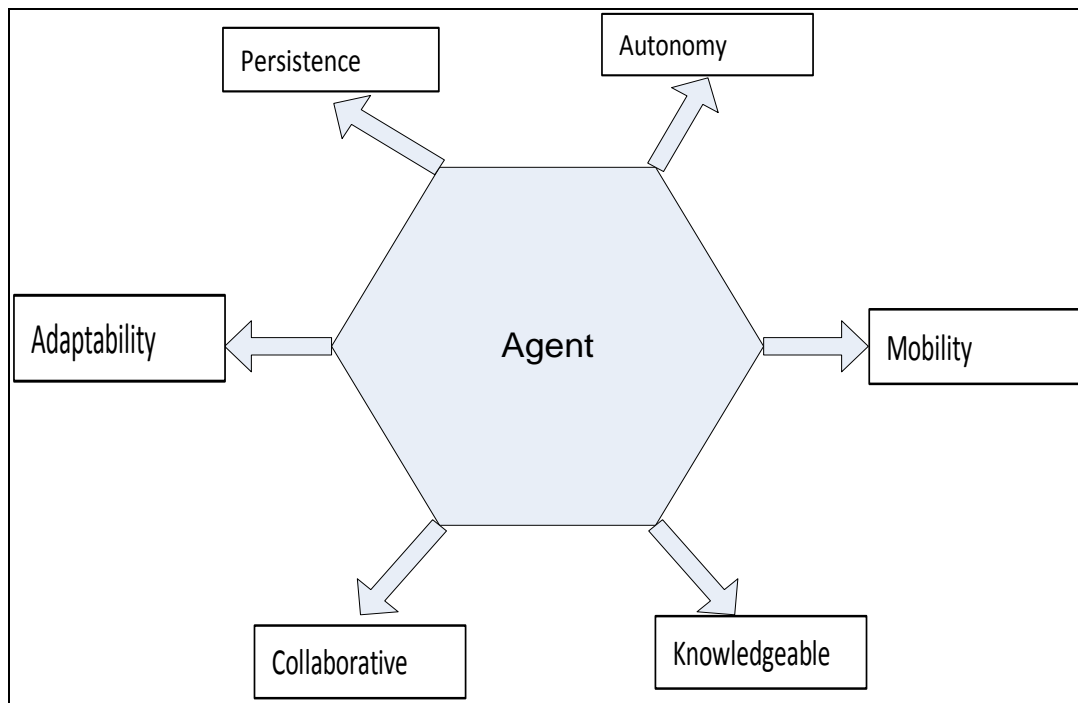 Persistence
Autonomy
Adaptability
Agent
Mobility
Collaborative
Knowledgeable